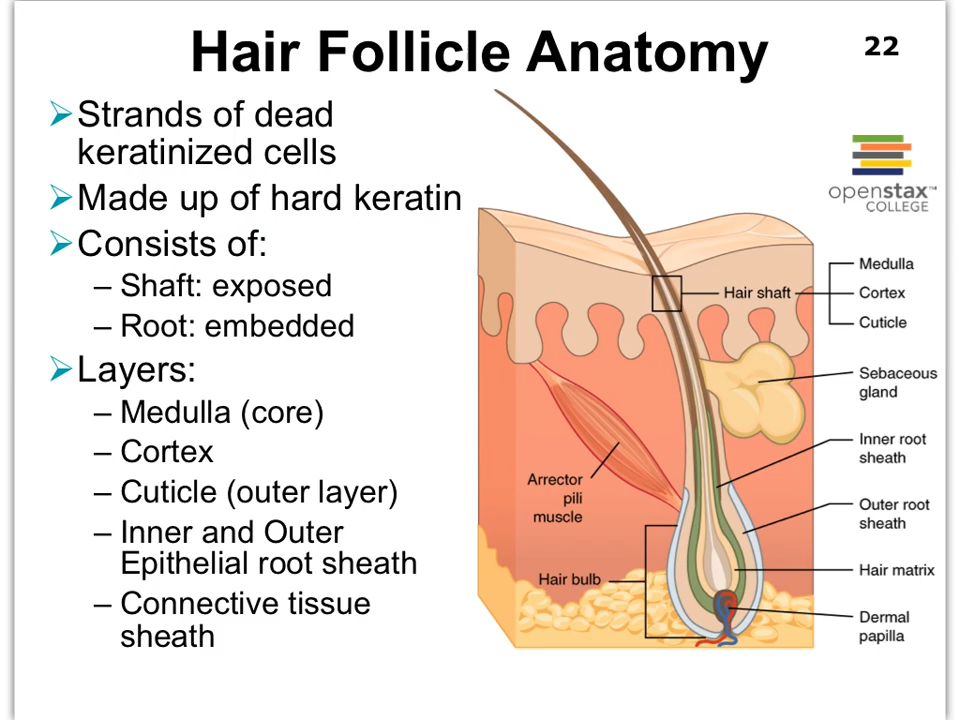 Hair Follicle Anatomy
22
➢Strands of dead
keratinized cells
➢Made up of hard keratin
➢Consists of:
– Shaft: exposed
– Root: embedded
➢Layers:
– Medulla (core)
– Cortex
– Cuticle (outer layer)
– Inner and Outer
Epithelial root sheath
– Connective tissue
sheath
openstax™
COLLEGE
Hair shaft
Medulla
Cortex
Cuticle
Sebaceous
gland
Inner root
sheath
Arrector
pili
muscle
Outer root
sheath
Hair bulb
Hair matrix
Dermal
papilla